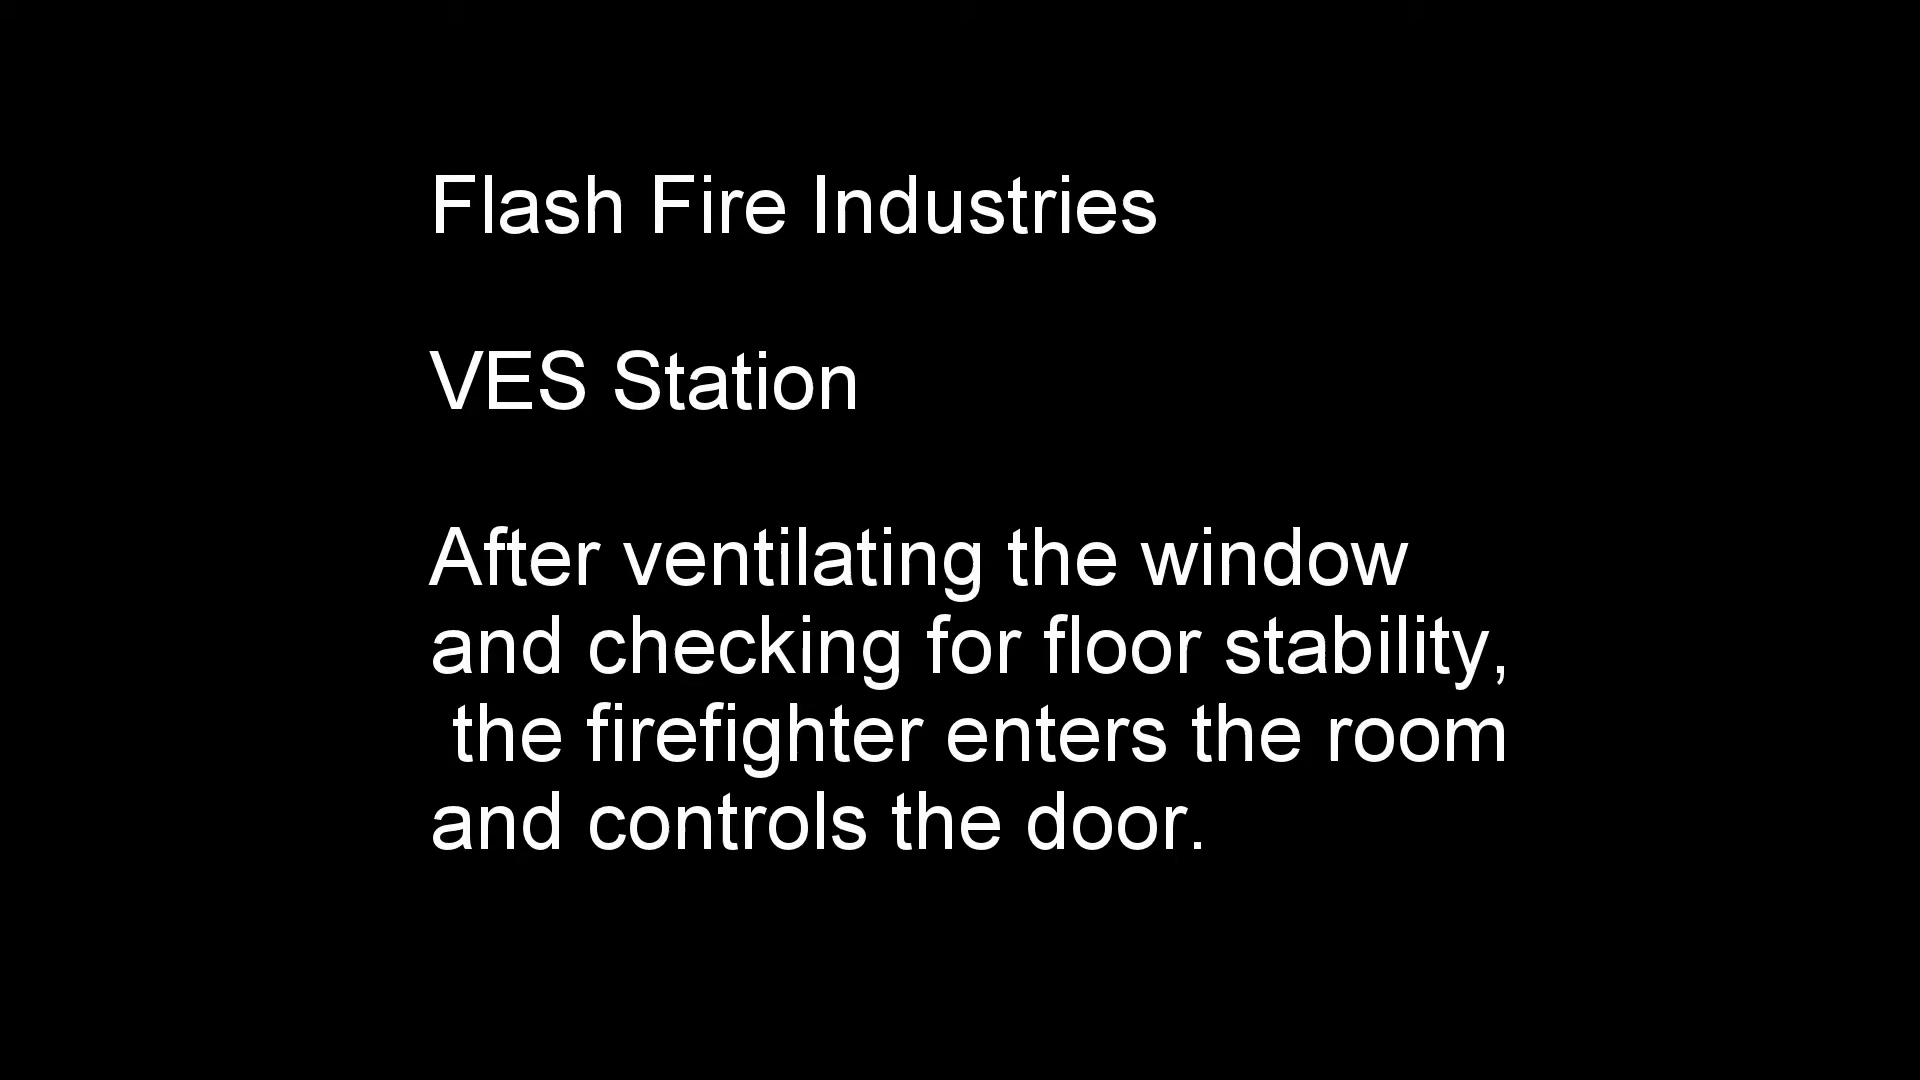 Flash Fire Industries
VES Station
After ventilating the window
and checking for floor stability,
the firefighter enters the room
and controls the door.